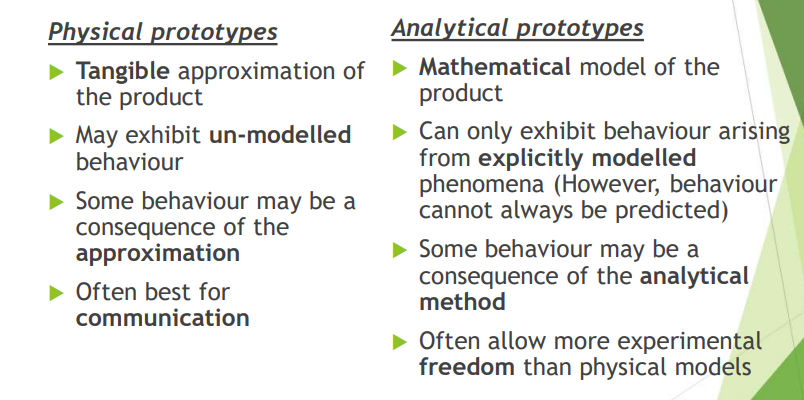 Physical prototypes
Tangible approximation of
the product
May exhibit un-modelled
behaviour
Some behaviour may be a
consequence of the
approximation
Often best for
communication
Analytical prototypes
Mathematical model of the
product
Can only exhibit behaviour arising
from explicitly modelled
phenomena (However, behaviour
cannot always be predicted)
Some behaviour may be a
consequence of the analytical
method
Often allow more experimental
freedom than physical models